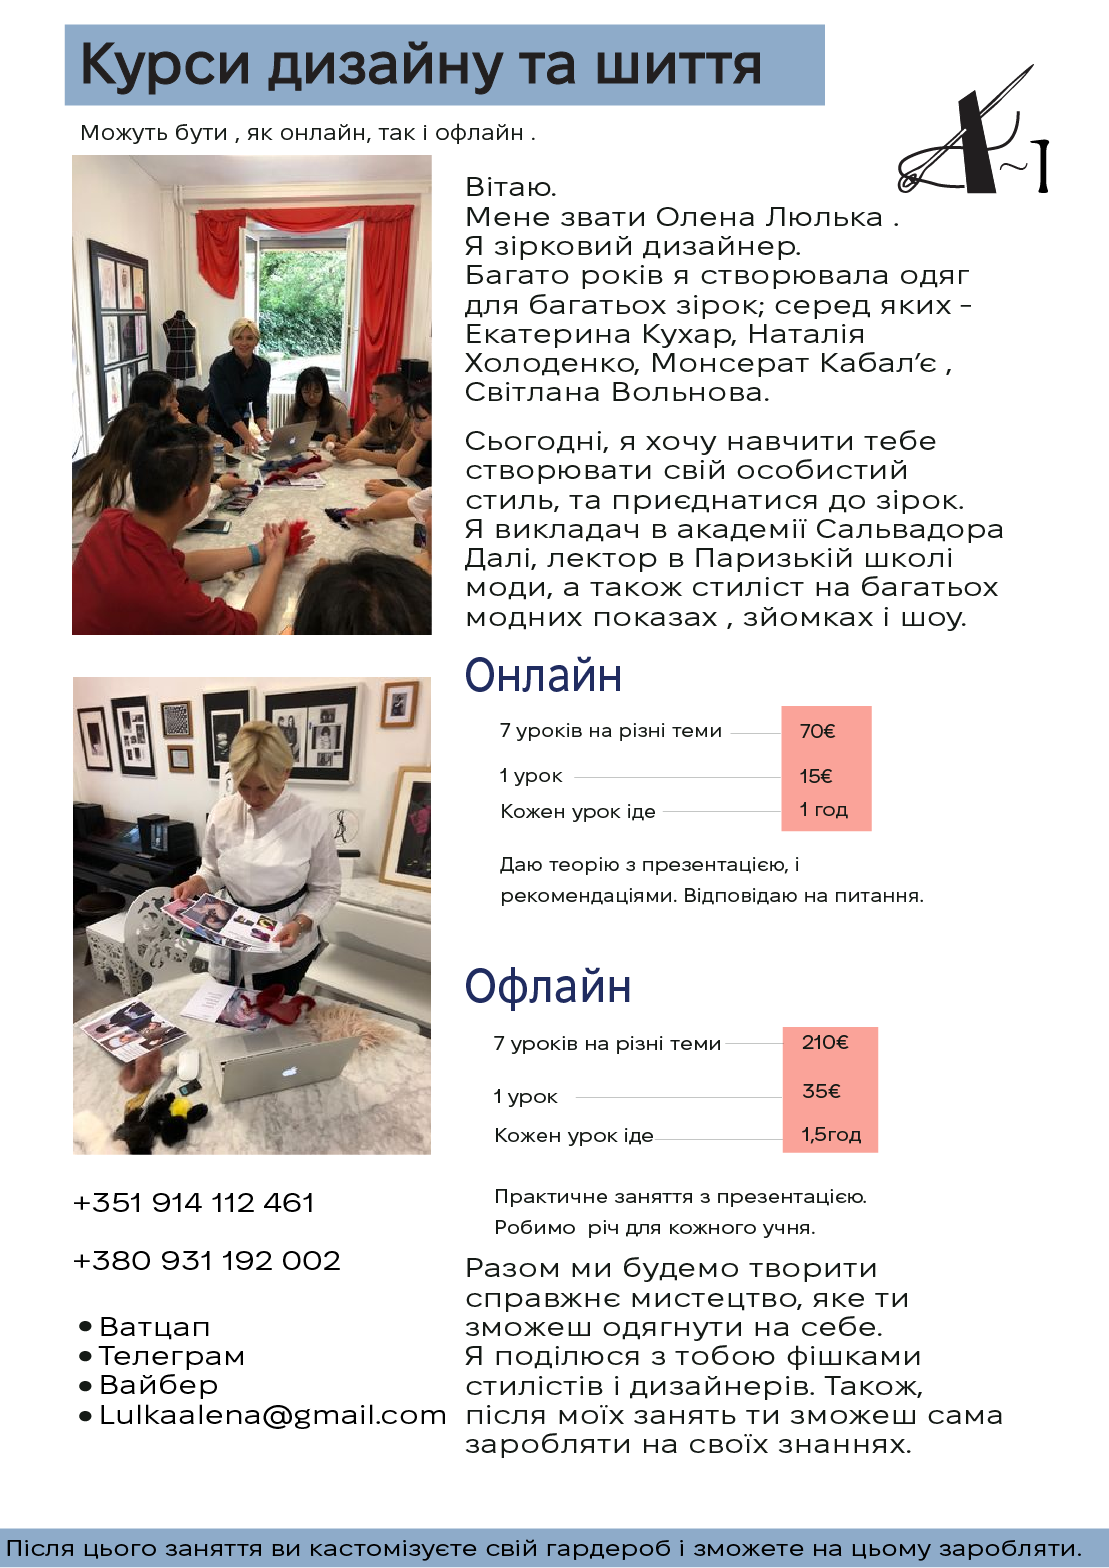 Курси дизайну та шиття
Можуть бути , як онлайн, так і офлайн .
~1
Вітаю.
Мене звати Олена Люлька .
Я зірковий дизайнер.
Багато років я створювала одяг
для багатьох зірок; серед яких -
Екатерина Кухар, Наталія
Холоденко, Монсерат Кабал’є ,
Світлана Вольнова.
Сьогодні, я хочу навчити тебе
створювати свій особистий
стиль, та приєднатися до зірок.
Я викладач в академії Сальвадора
Далі, лектор в Паризькій школі
моди, а також стиліст на багатьох
модних показах , зйомках і шоу.
Онлайн
7 уроків на різні теми 70€
1 урок 15€
Кожен урок іде 1 год
Даю теорію з презентацією, і
рекомендаціями. Відповідаю на питання.
Офлайн
7 уроків на різні теми 210€
1 урок 35€
Кожен урок іде 1,5год
Практичне заняття з презентацією.
Робимо річ для кожного учня.
Разом ми будемо творити
справжнє мистецтво, яке ти
зможеш одягнути на себе.
Я поділюся з тобою фішками
стилістів і дизайнерів. Також,
після моїх занять ти зможеш сама
заробляти на своїх знаннях.
+351 914 112 461
+380 931 192 002
• Ватцап
• Телеграм
• Вайбер
• Lulkaalena@gmail.com
Після цього заняття ви кастомізуєте свій гардероб і зможете на цьому заробляти.